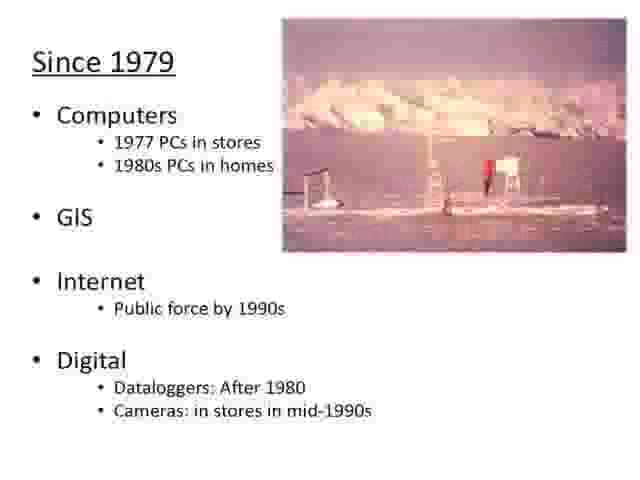 Since 1979
• Computers
• 1977 PCs in stores
• 1980s PCs in homes
• GIS
• Internet
• Public force by 1990s
• Digital
• Dataloggers: After 1980
• Cameras: in stores in mid-1990s